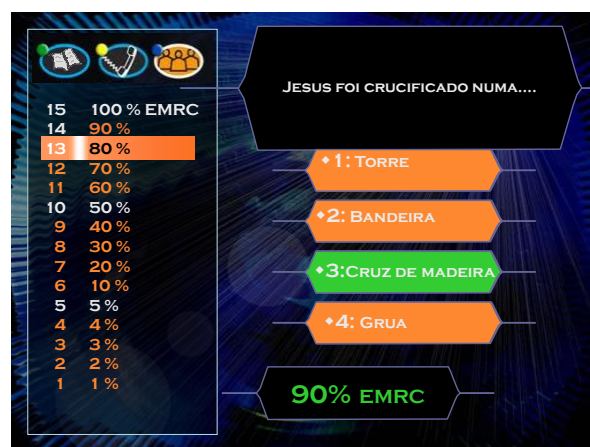 JESUS FOI CRUCIFICADO NUMA....
15 100 % EMRC
14 90 %
13 80 %
12 70 %
11 60 %
10 50 %
9 40 %
8 30 %
7 20 %
6 10 %
5 5 %
4 4 %
3 3 %
2 2 %
1 1 %
1: TORRE
2: BANDEIRA
3:CRUZ DE MADEIRA
4: GRUA
90% EMRC